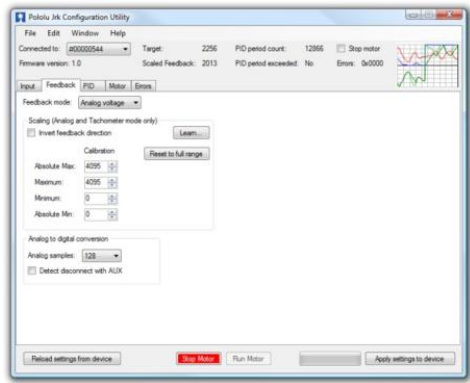 Pololu Jrk Configuration Utility
File Edit Window Help
Connected to: #00000544 Target: 2256 PID period count: 12866 Stop motor
Firmware version: 1.0 Scaled Feedback: 2013 PID period exceeded: No Errors: 0x0000
Input Feedback PID Motor Errors
Feedback mode: Analog voltage
Scaling (Analog and Tachometer mode only)
Invert feedback direction Learn...
Calibration Reset to full range
Absolute Max: 4095
Maximum: 4095
Minimum: 0
Absolute Min: 0
Analog to digital conversion
Analog samples: 128
Detect disconnect with AUX
Reload settings from device Stop Motor Run Motor Apply settings to device